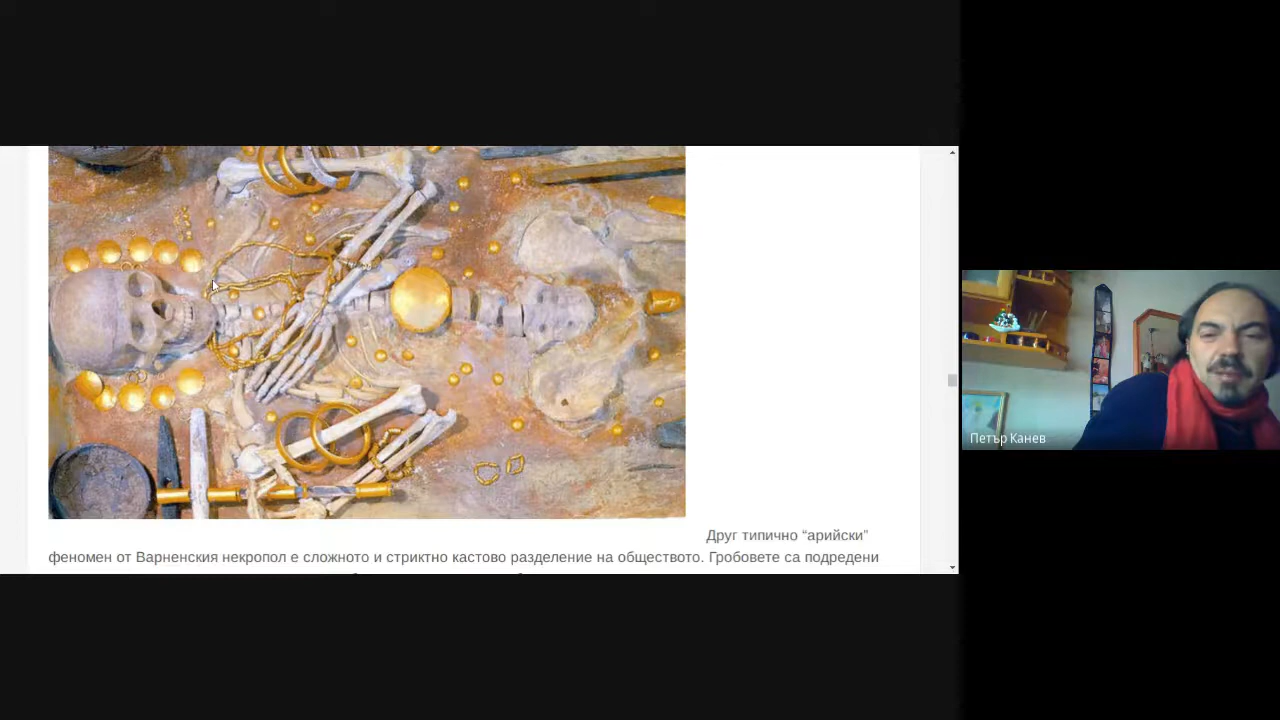 Друг типично “арийски”
феномен от Варненския некропол е сложното и стриктно кастово разделение на обществото. Гробовете са подредени
Петър Канев